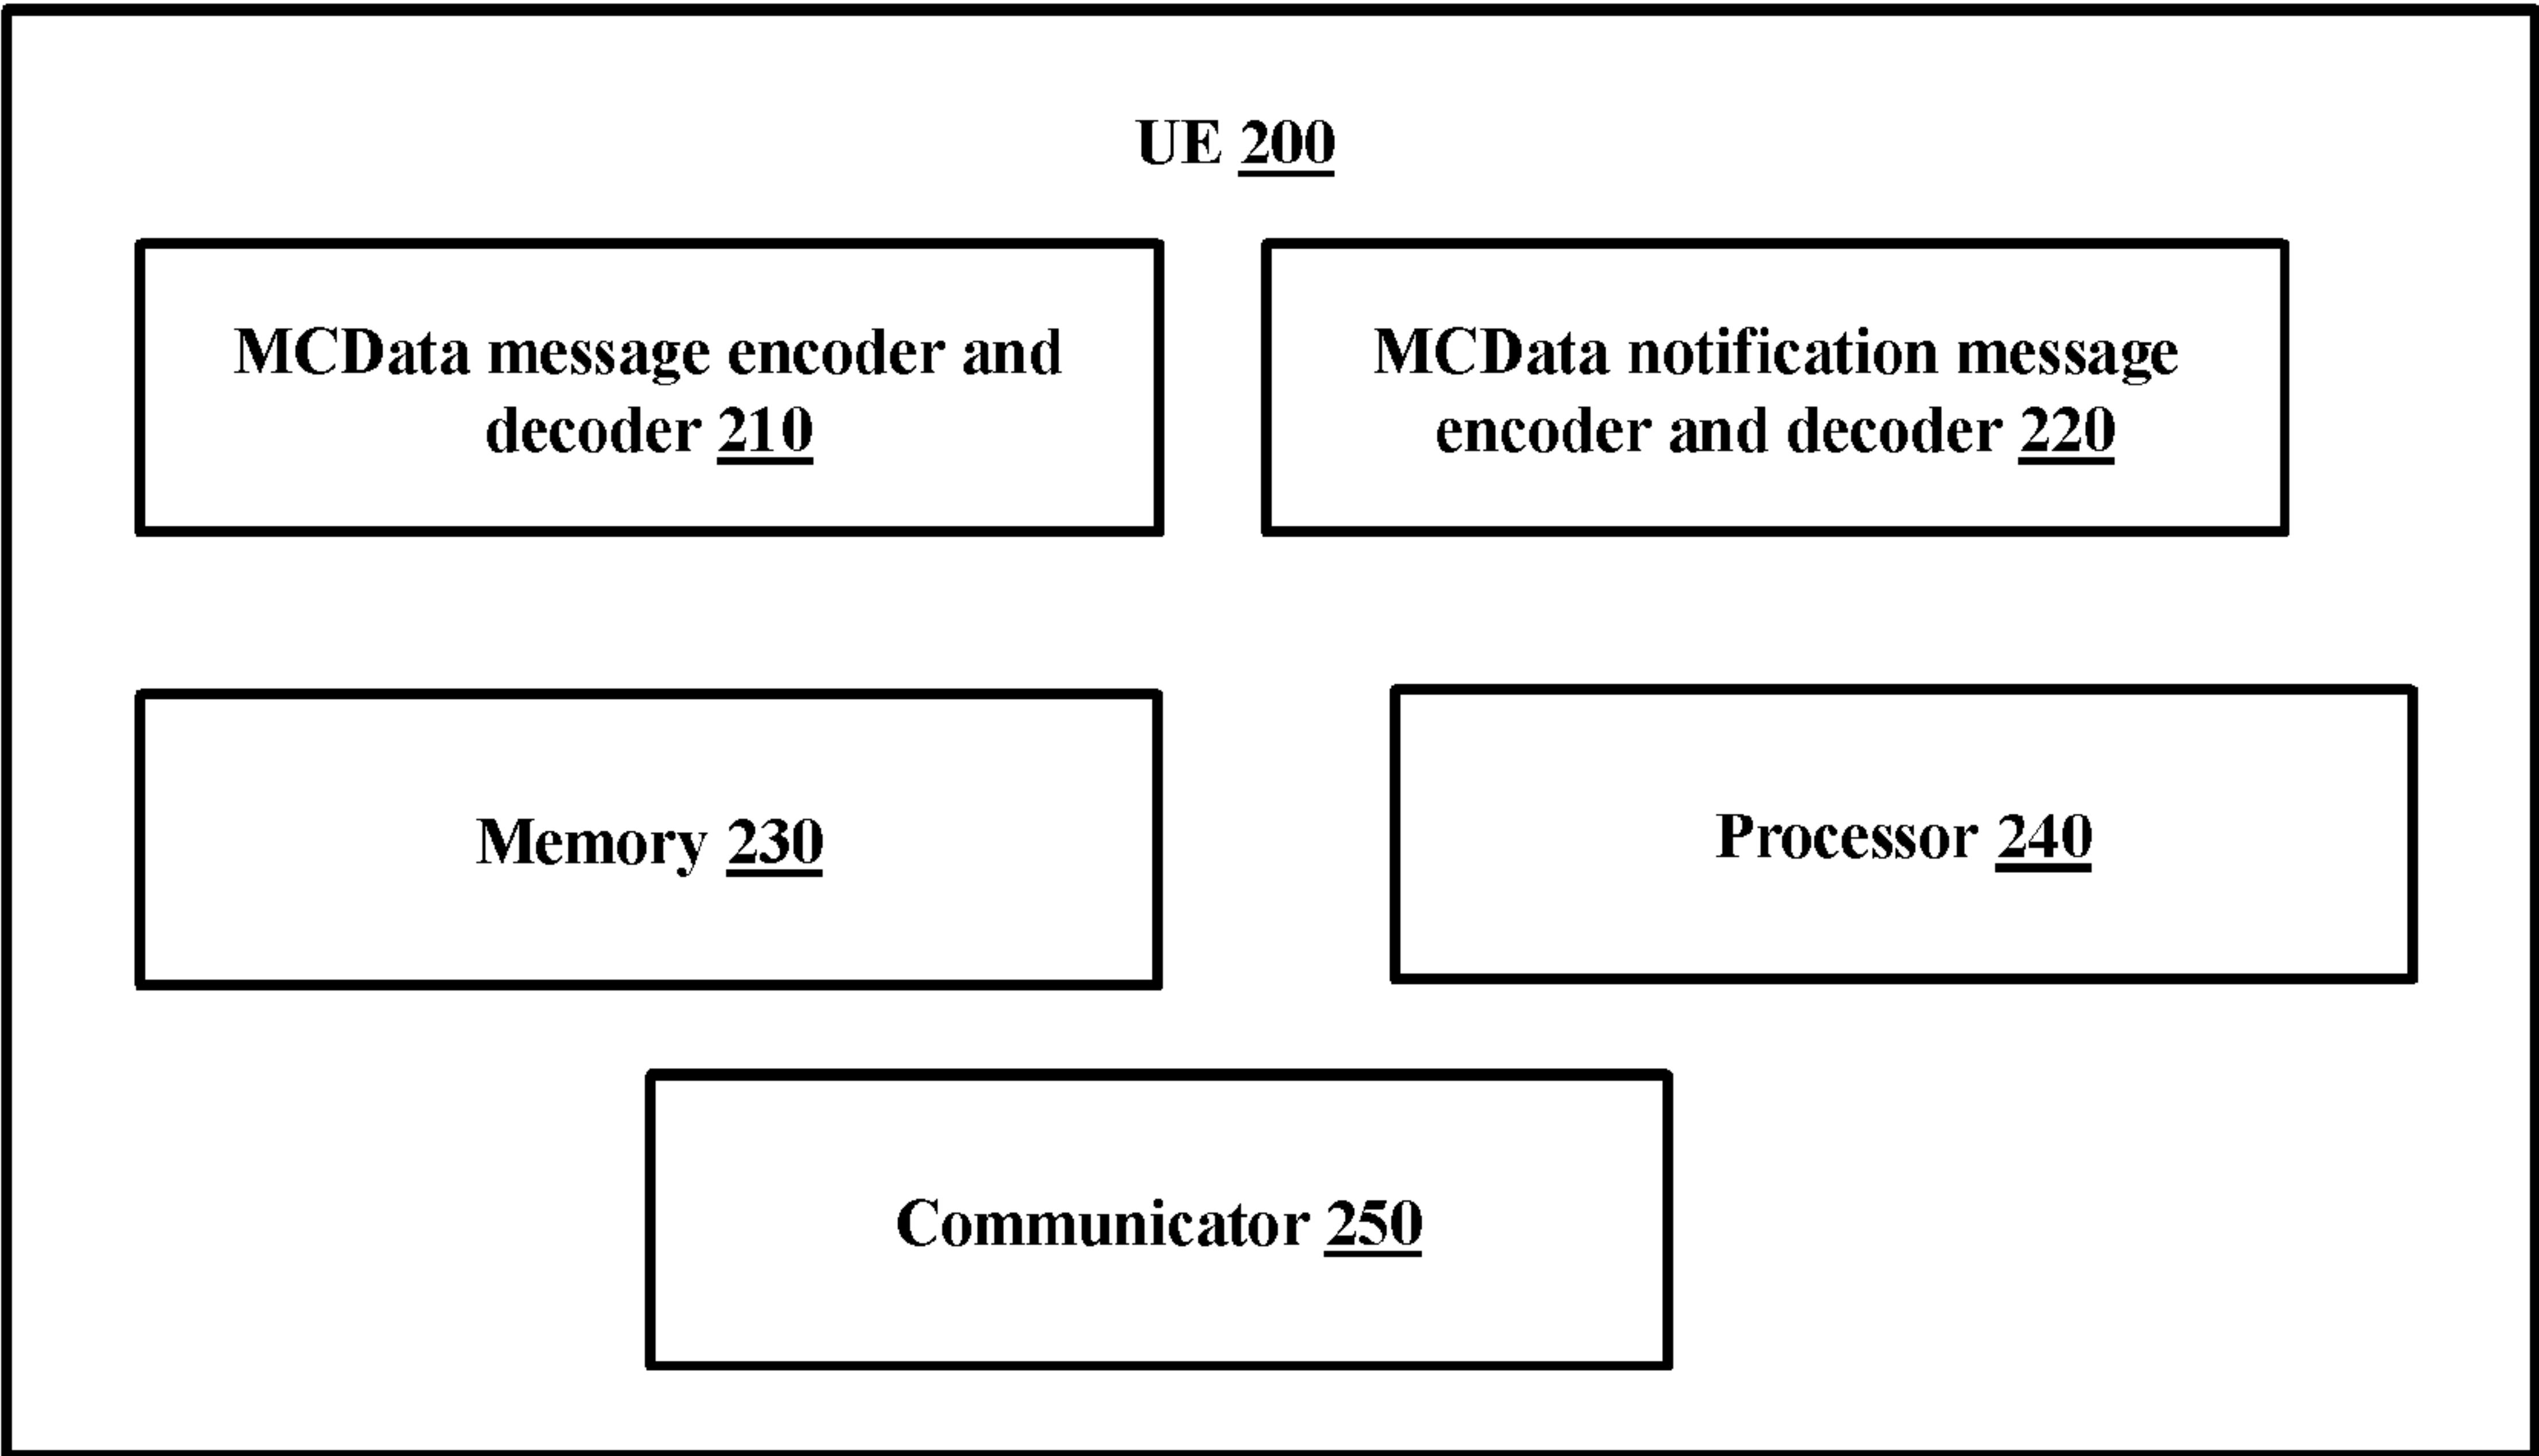 UE 200
MCData message encoder and
decoder 210
MCData notification message
encoder and decoder 220
Memory 230
Processor 240
Communicator 250